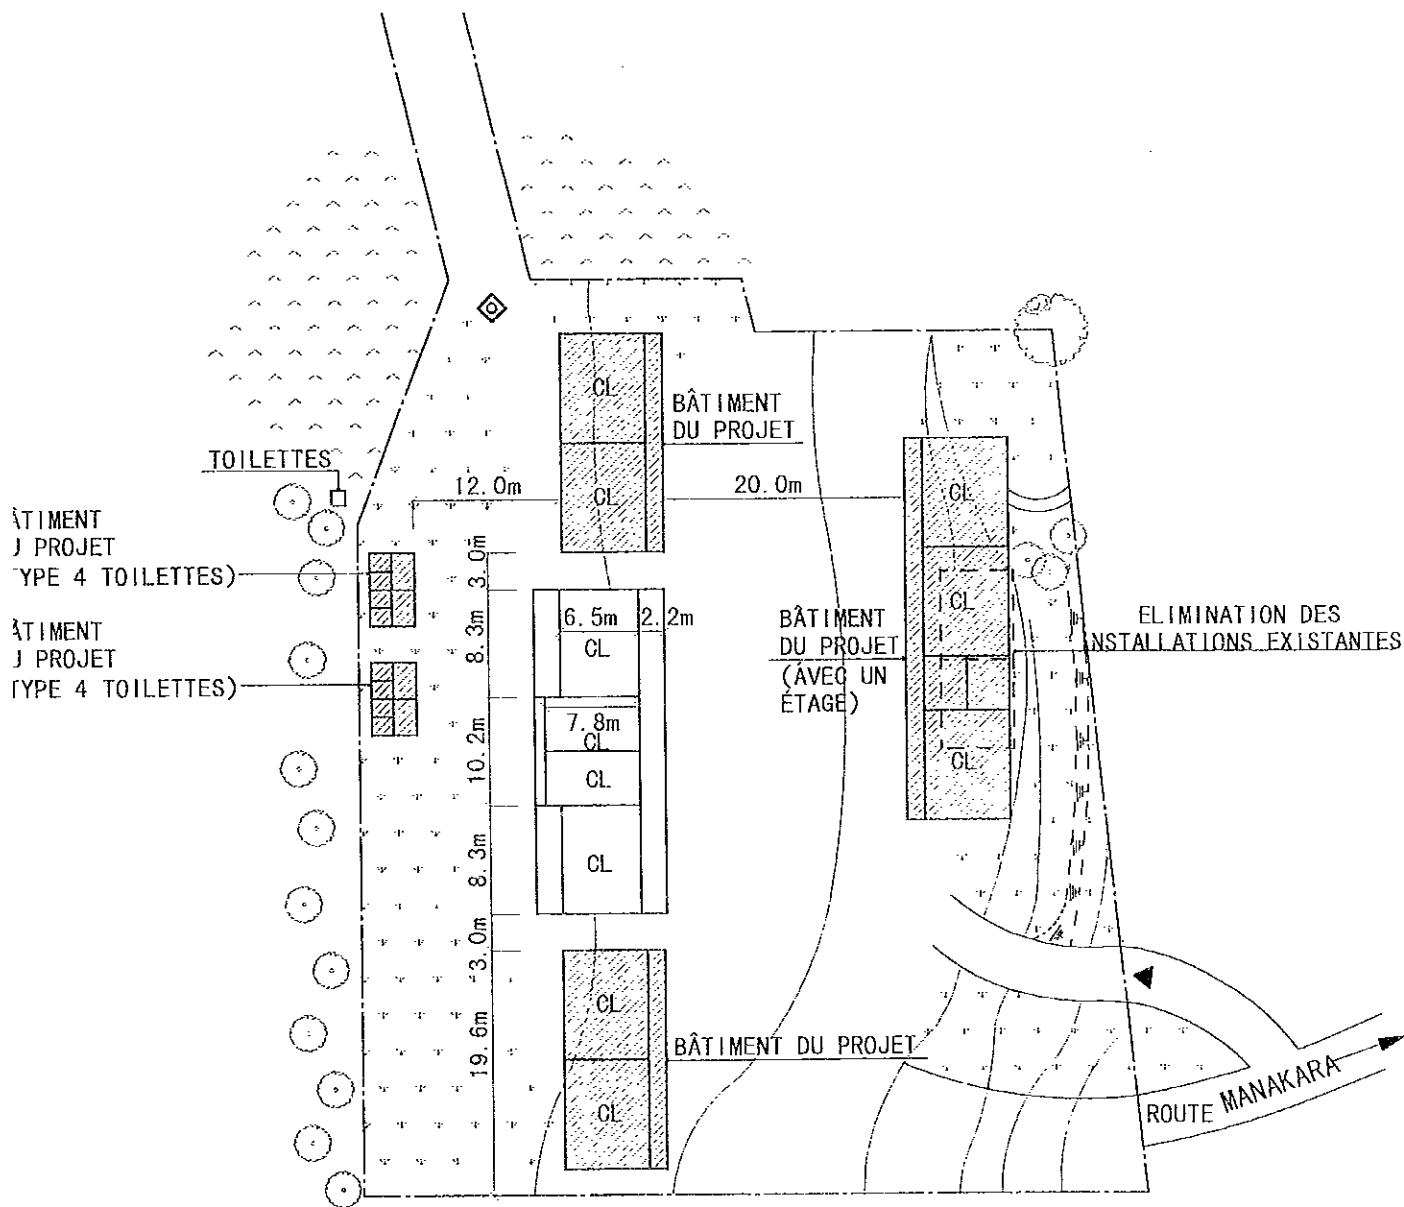 CL
BÂTIMENT
DU PROJET
CL
TOILETTES
12.0m
20.0m
CL
ÂTIMENT
J PROJET
TYPE 4 TOILETTES)
3.0m
ÂTIMENT
J PROJET
TYPE 4 TOILETTES)
8.3m
6.5m
2.2m
CL
BÂTIMENT
DU PROJET
(AVEC UN
ÉTAGE)
CL
ELIMINATION DES
INSTALLATIONS EXISTANTES
10.2m
7.8m
CL
CL
CL
8.3m
CL
3.0m
CL
19.6m
BÂTIMENT DU PROJET
CL
ROUTE MANAKARA